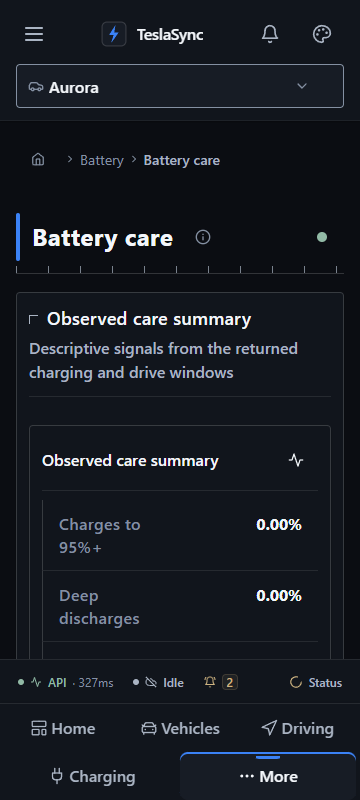 TeslaSync
Aurora
Battery
Battery care
Battery care
Observed care summary
Descriptive signals from the returned
charging and drive windows
Observed care summary
Charges to
95%+
0.00%
Deep
discharges
0.00%
API · 327ms
Idle
2
Status
Home
Vehicles
Driving
Charging
More